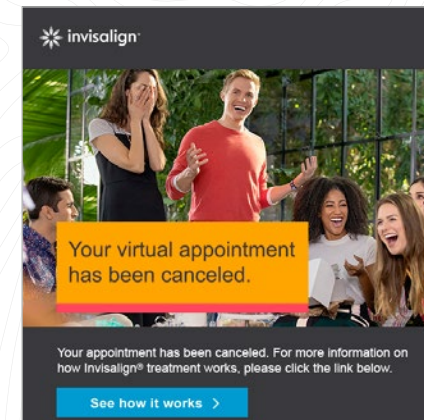 invisalign
Your virtual appointment
has been canceled.
Your appointment has been canceled. For more information on
how Invisalign® treatment works, please click the link below.
See how it works >